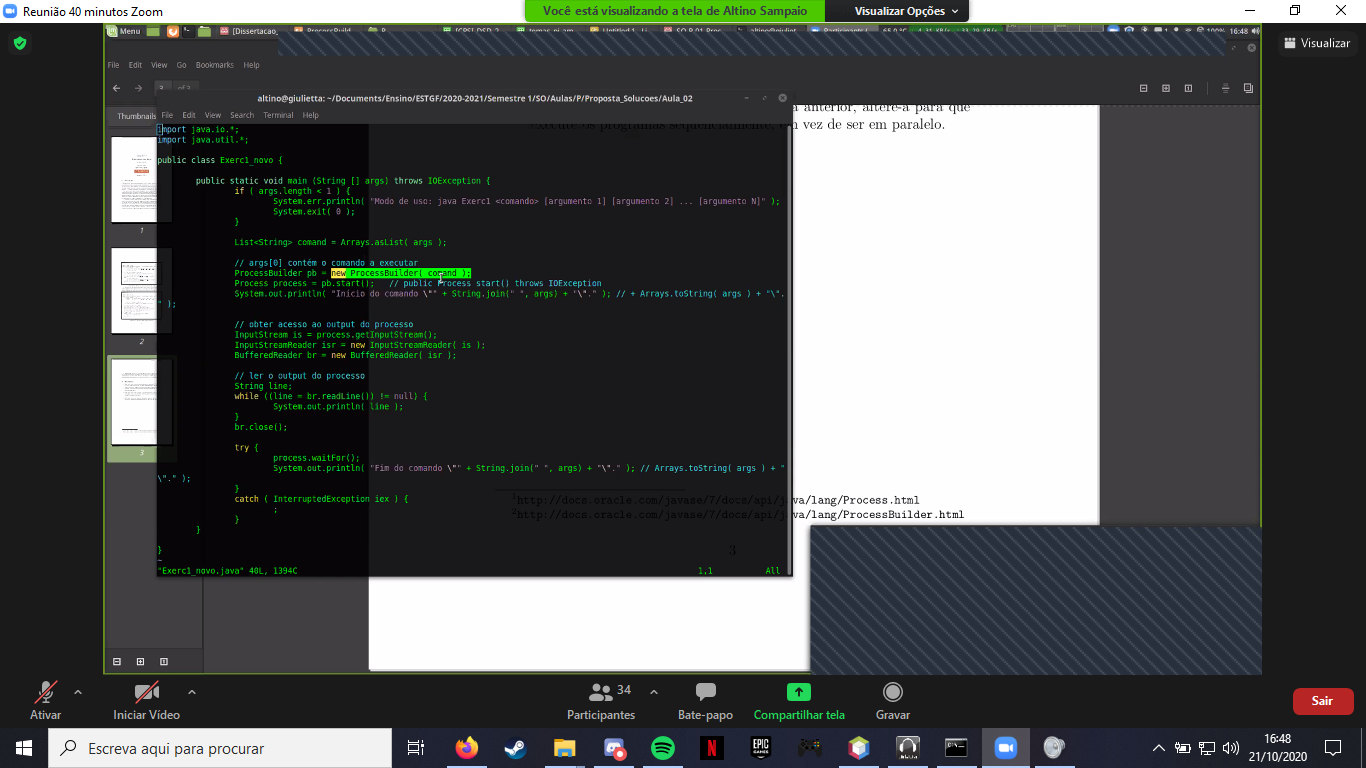 Reunião 40 minutos Zoom
Você está visualizando a tela de Altino Sampaio
Visualizar Opções
Visualizar
Menu
[Dissertacao_
16:48
File Edit View Go Bookmarks Help
3 of 3
Thumbnails
1
2
3
anterior, altere-a para que
execute os programas sequencialmente, em vez de ser em paralelo.
altino@giulietta: ~/Documents/Ensino/ESTGF/2020-2021/Semestre 1/SO/Aulas/P/Proposta_Solucoes/Aula_02
File Edit View Search Terminal Help
import java.io.*;
import java.util.*;
public class Exerc1_novo {
public static void main (String [] args) throws IOException {
if ( args.length < 1 ) {
System.err.println( "Modo de uso: java Exerc1 <comando> [argumento 1] [argumento 2] ... [argumento N]" );
System.exit( 0 );
}
List<String> comand = Arrays.asList( args );
// args[0] contém o comando a executar
ProcessBuilder pb = new ProcessBuilder( comand );
Process process = pb.start(); // public Process start() throws IOException
System.out.println( "Inicio do comando \"" + String.join(" ", args) + "\"." ); // + Arrays.toString( args ) + "\".
" );
// obter acesso ao output do processo
InputStream is = process.getInputStream();
InputStreamReader isr = new InputStreamReader( is );
BufferedReader br = new BufferedReader( isr );
// ler o output do processo
String line;
while ((line = br.readLine()) != null) {
System.out.println( line );
}
br.close();
try {
process.waitFor();
System.out.println( "Fim do comando \"" + String.join(" ", args) + "\"." ); // Arrays.toString( args ) + "
\"." );
}
catch ( InterruptedException iex ) {
;
}
}
}
~
"Exerc1_novo.java" 40L, 1394C 1,1 All
1http://docs.oracle.com/javase/7/docs/api/java/lang/Process.html
2http://docs.oracle.com/javase/7/docs/api/java/lang/ProcessBuilder.html
3
Ativar
Iniciar Vídeo
34
Participantes
Bate-papo
Compartilhar tela
Gravar
Sair
Escreva aqui para procurar
EPIC GAMES
16:48
21/10/2020